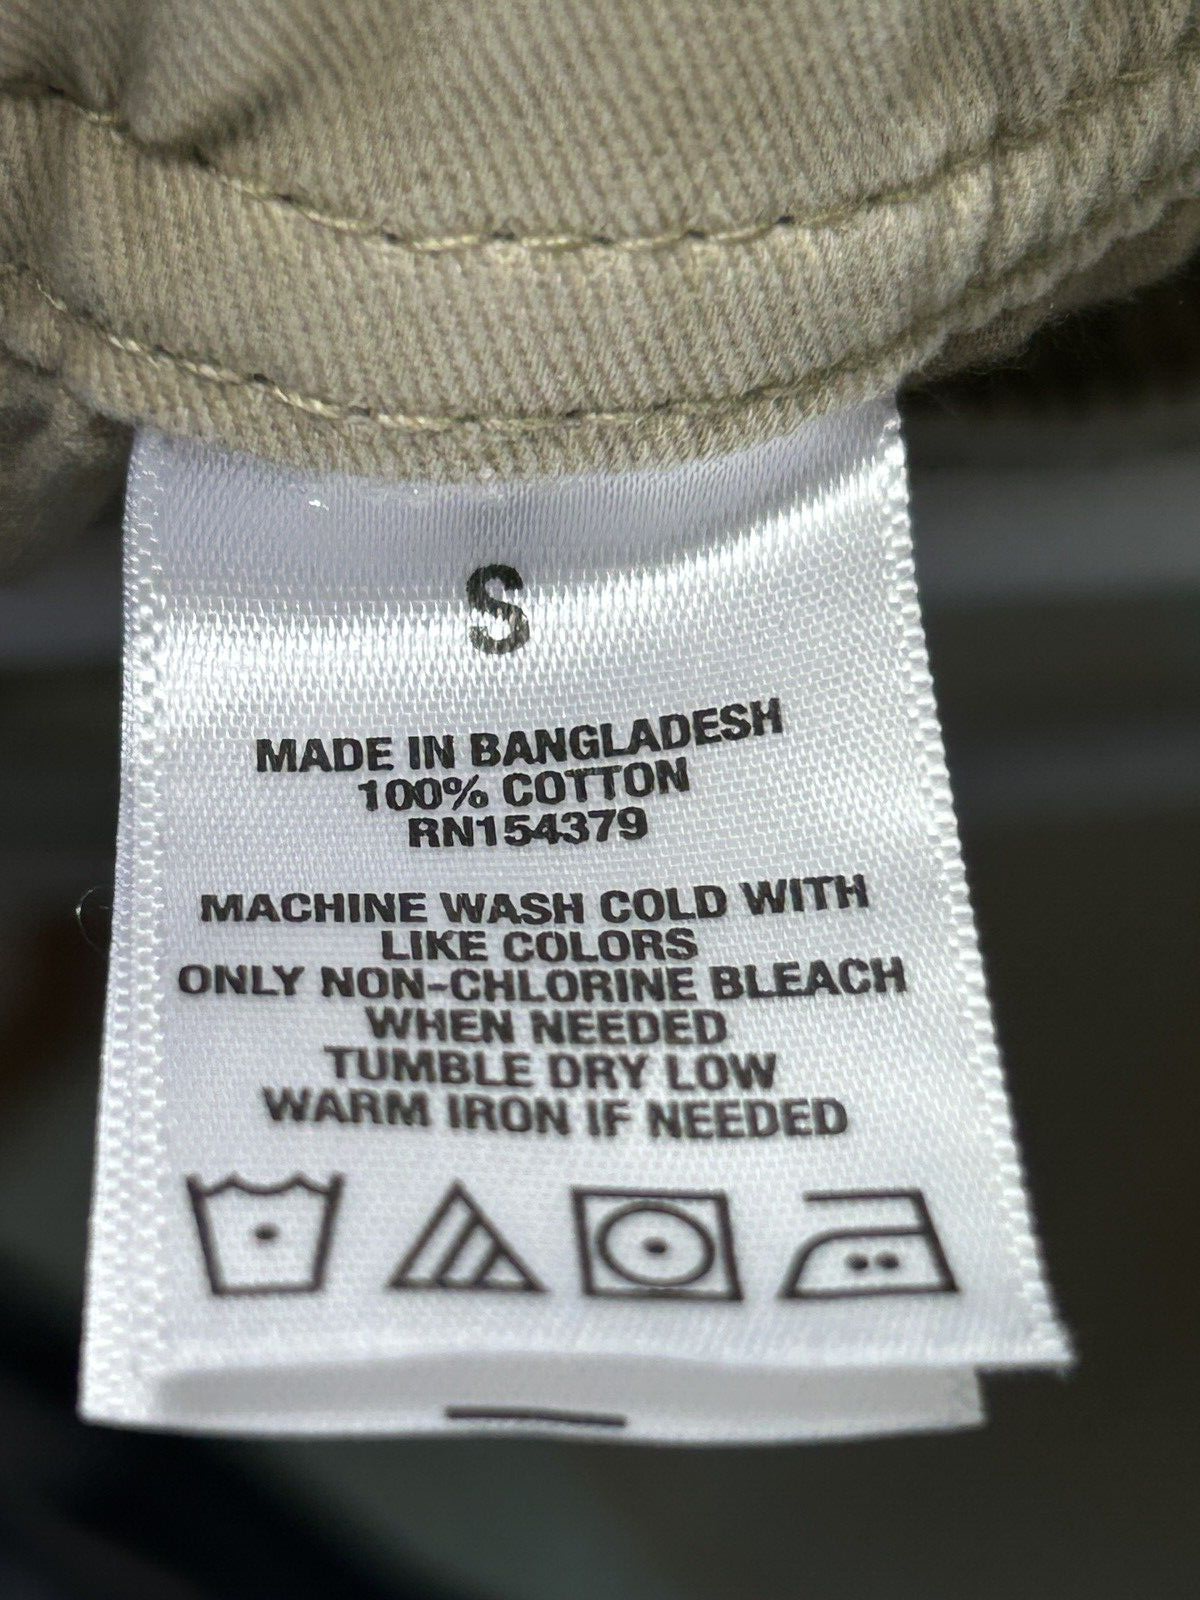 S
MADE IN BANGLADESH
100% COTTON
RN154379
MACHINE WASH COLD WITH
LIKE COLORS
ONLY NON-CHLORINE BLEACH
WHEN NEEDED
TUMBLE DRY LOW
WARM IRON IF NEEDED